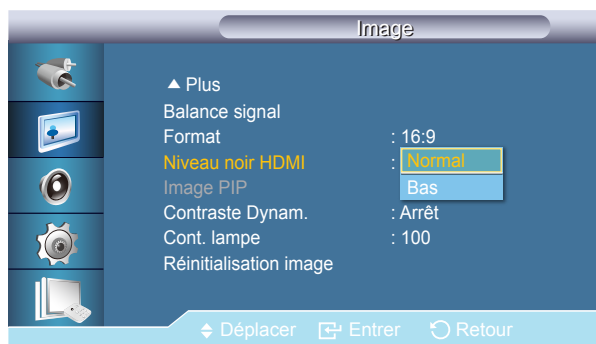 Image
▲ Plus
Balance signal
Format : 16:9
Niveau noir HDMI : Normal
Image PIP Bas
Contraste Dynam. : Arrêt
Cont. lampe : 100
Réinitialisation image
Déplacer Entrer Retour